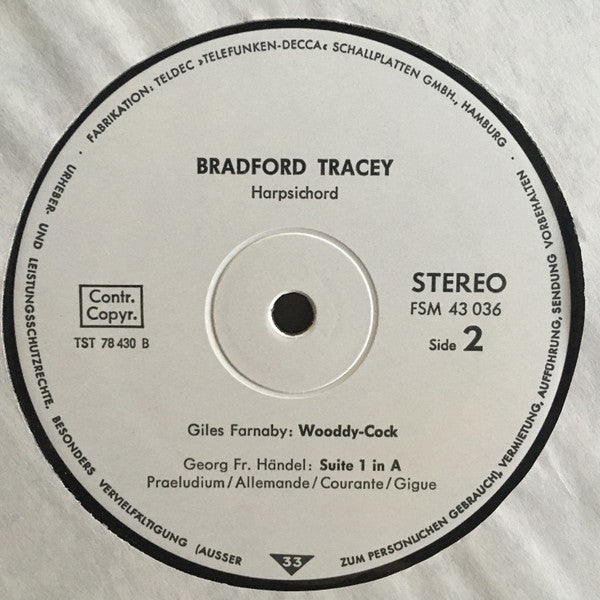 · FABRIKATION: TELDEC »TELEFUNKEN-DECCA« SCHALLPLATTEN GMBH., HAMBURG ·
URHEBER- UND LEISTUNGSSCHUTZRECHTE. BESONDERS VERVIELFÄLTIGUNG (AUSSER ZUM PERSÖNLICHEN GEBRAUCH), VERMIETUNG, AUFFÜHRUNG, SENDUNG VORBEHALTEN
BRADFORD TRACEY
Harpsichord
Contr.
Copyr.
TST 78 430 B
STEREO
FSM 43 036
Side 2
Giles Farnaby: Wooddy-Cock
Georg Fr. Händel: Suite 1 in A
Praeludium/Allemande/Courante/Gigue
33